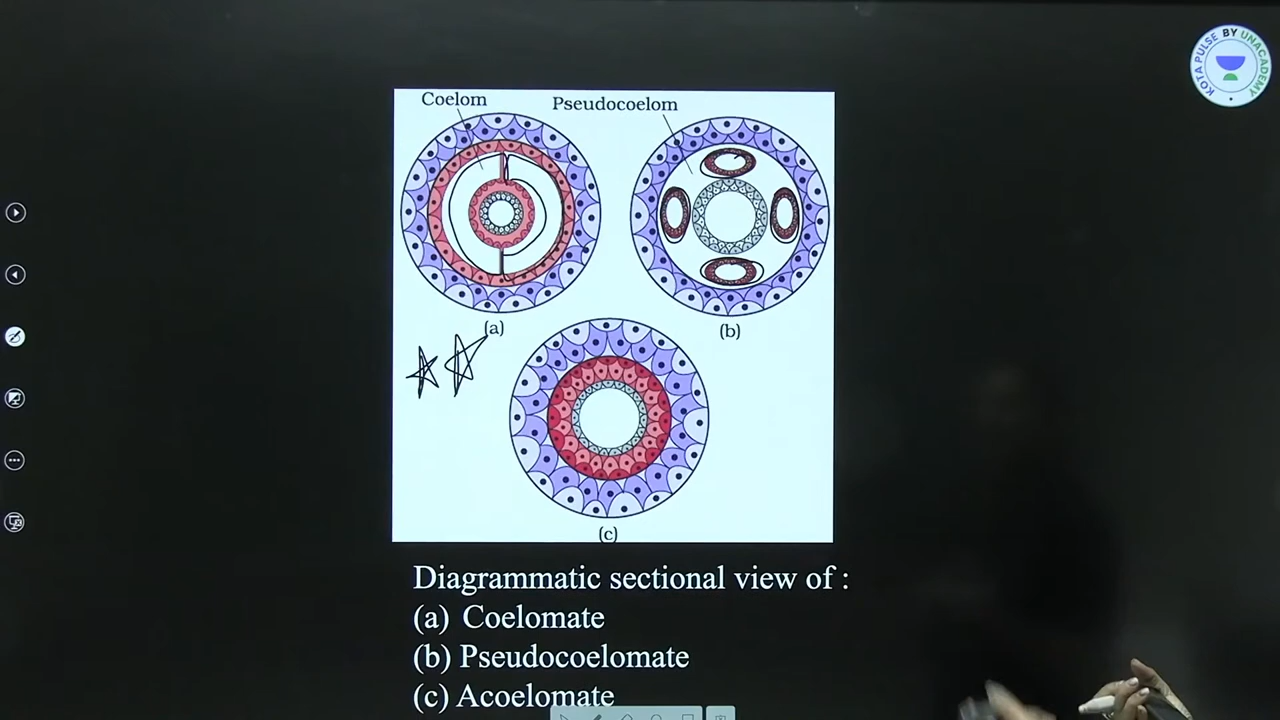 KOTA PULSE BY UNACADEMY
Coelom
Pseudocoelom
(a)
(b)
(c)
Diagrammatic sectional view of :
(a) Coelomate
(b) Pseudocoelomate
(c) Acoelomate